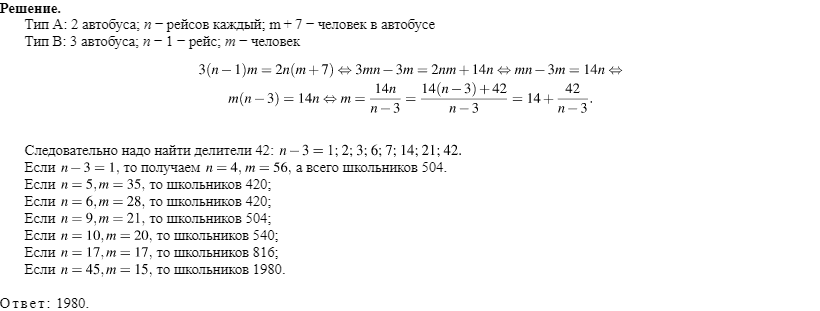 Решение.
Тип A: 2 автобуса; n − рейсов каждый; m + 7 − человек в автобусе
Тип B: 3 автобуса; n − 1 − рейс; m − человек
3(n − 1)m = 2n(m + 7) ⇔ 3mn − 3m = 2nm + 14n ⇔ mn − 3m = 14n ⇔
m(n − 3) = 14n ⇔ m = \frac{14n}{n − 3} = \frac{14(n − 3) + 42}{n − 3} = 14 + \frac{42}{n − 3}.
Следовательно надо найти делители 42: n − 3 = 1; 2; 3; 6; 7; 14; 21; 42.
Если n − 3 = 1, то получаем n = 4, m = 56, а всего школьников 504.
Если n = 5, m = 35, то школьников 420;
Если n = 6, m = 28, то школьников 420;
Если n = 9, m = 21, то школьников 504;
Если n = 10, m = 20, то школьников 540;
Если n = 17, m = 17, то школьников 816;
Если n = 45, m = 15, то школьников 1980.
Ответ: 1980.